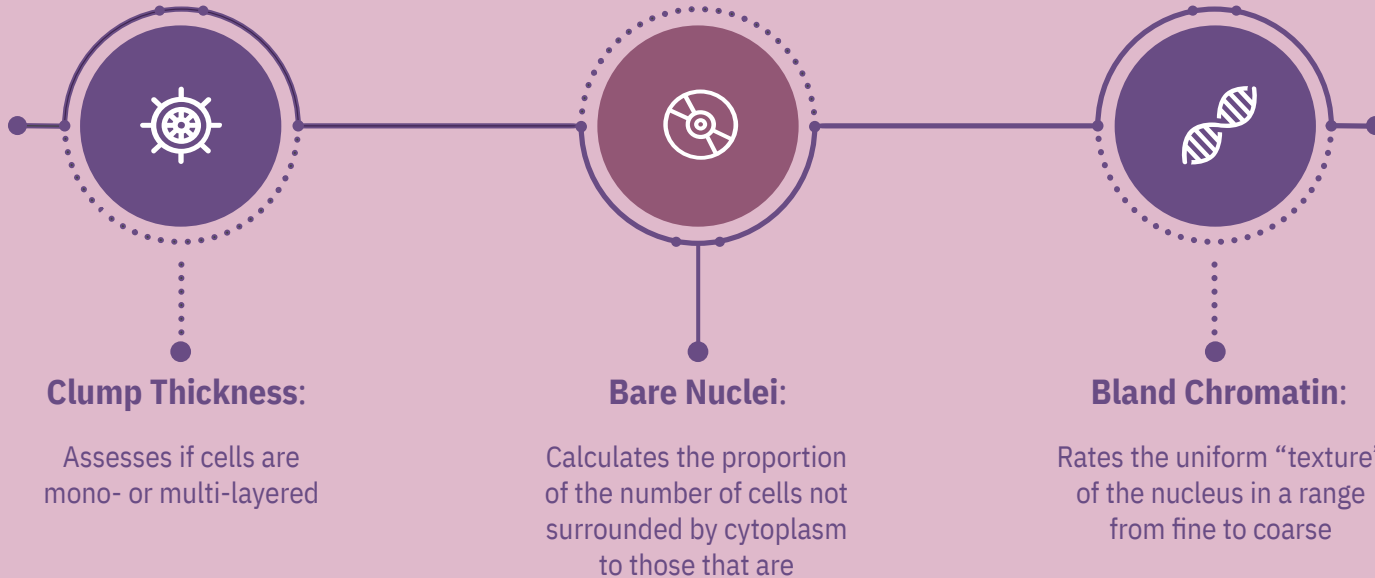 Clump Thickness:
Assesses if cells are
mono- or multi-layered
Bare Nuclei:
Calculates the proportion
of the number of cells not
surrounded by cytoplasm
to those that are
Bland Chromatin:
Rates the uniform “texture”
of the nucleus in a range
from fine to coarse